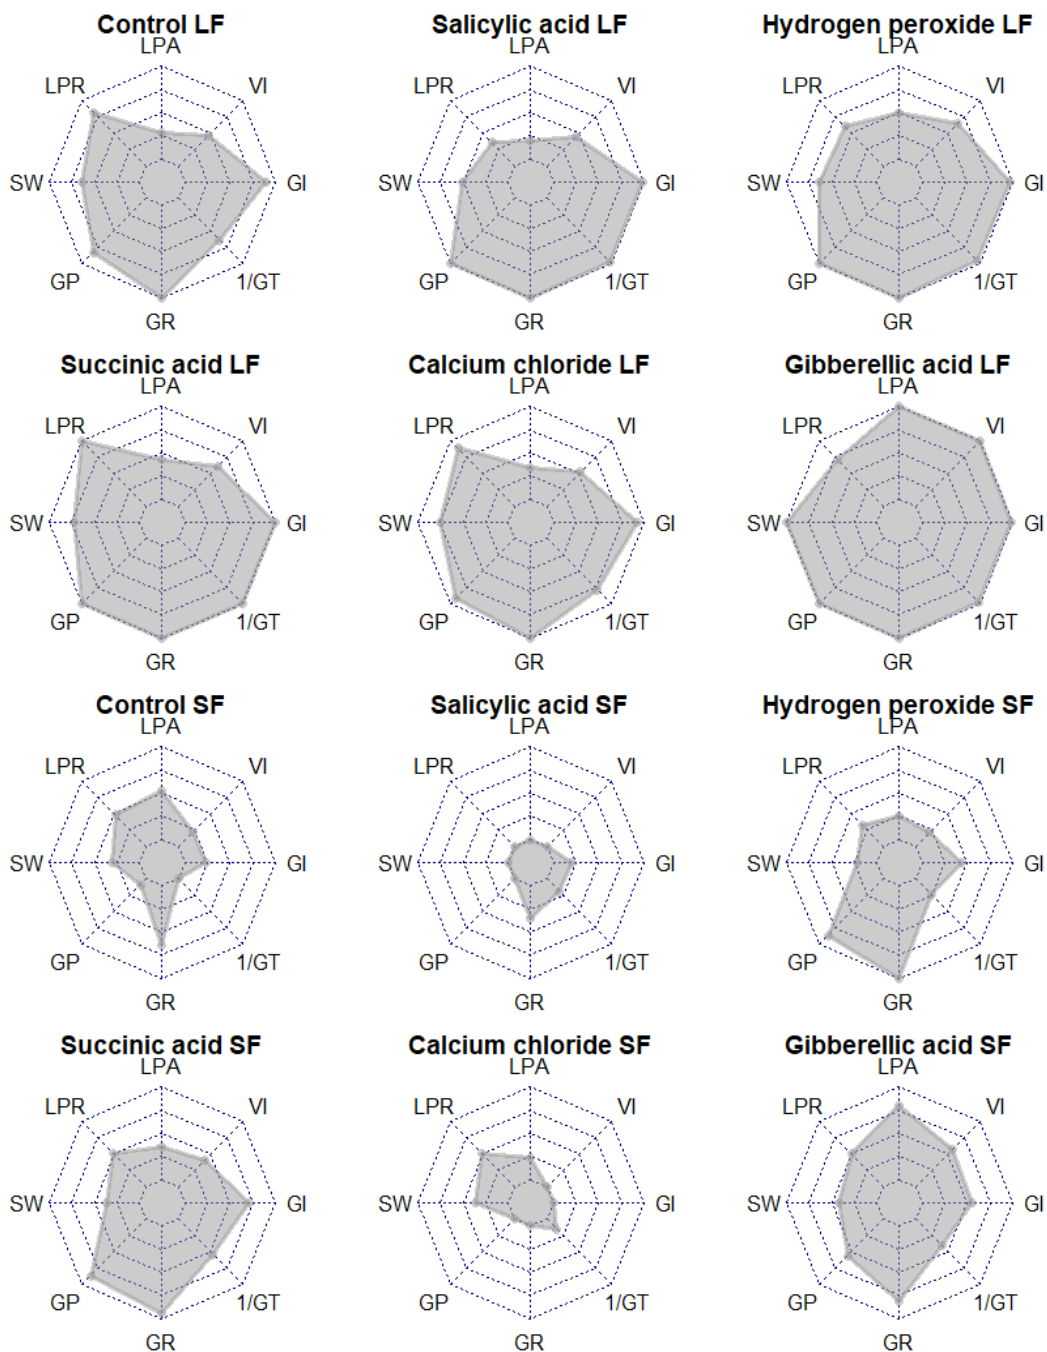 Control LF
LPA
LPR
VI
SW
GI
GP
1/GT
GR
Salicylic acid LF
LPA
LPR
VI
SW
GI
GP
1/GT
GR
Hydrogen peroxide LF
LPA
LPR
VI
SW
GI
GP
1/GT
GR
Succinic acid LF
LPA
LPR
VI
SW
GI
GP
1/GT
GR
Calcium chloride LF
LPA
LPR
VI
SW
GI
GP
1/GT
GR
Gibberellic acid LF
LPA
LPR
VI
SW
GI
GP
1/GT
GR
Control SF
LPA
LPR
VI
SW
GI
GP
1/GT
GR
Salicylic acid SF
LPA
LPR
VI
SW
GI
GP
1/GT
GR
Hydrogen peroxide SF
LPA
LPR
VI
SW
GI
GP
1/GT
GR
Succinic acid SF
LPA
LPR
VI
SW
GI
GP
1/GT
GR
Calcium chloride SF
LPA
LPR
VI
SW
GI
GP
1/GT
GR
Gibberellic acid SF
LPA
LPR
VI
SW
GI
GP
1/GT
GR